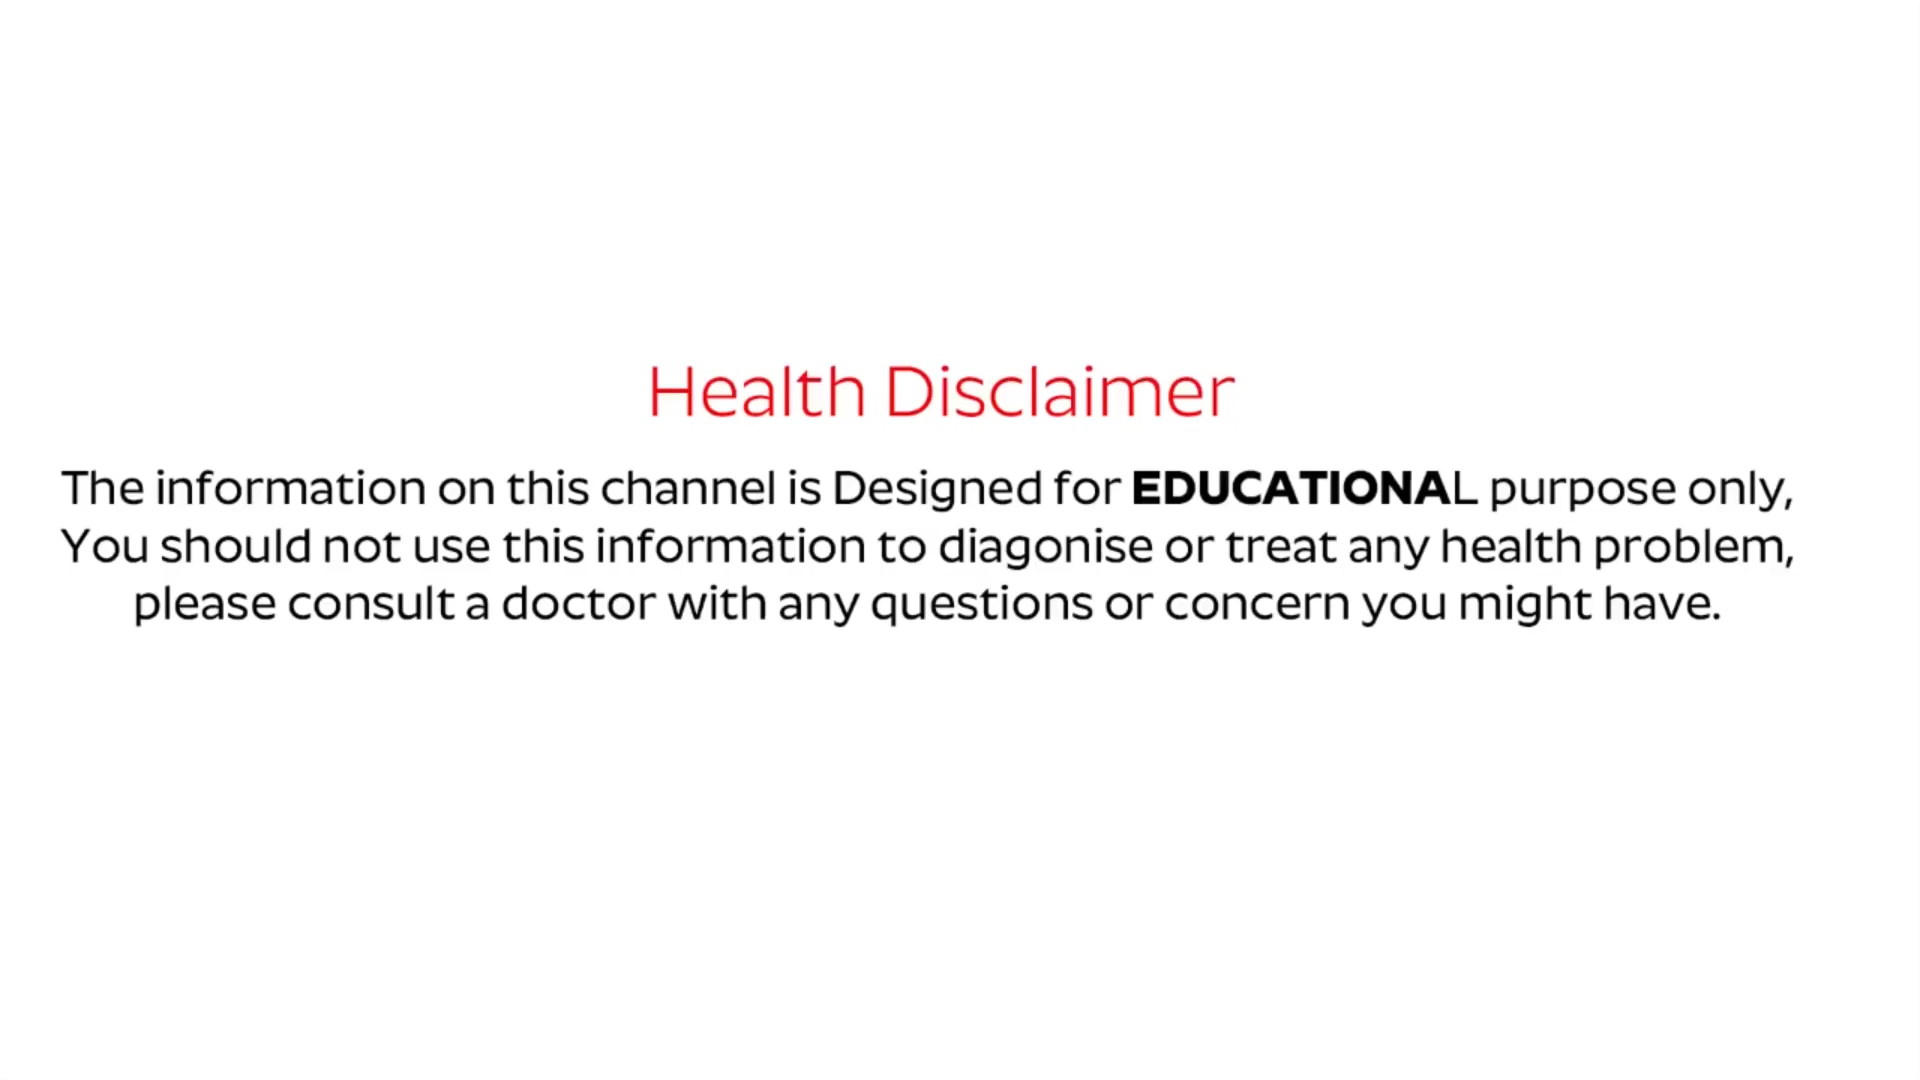 Health Disclaimer
The information on this channel is Designed for EDUCATIONAL purpose only,
You should not use this information to diagonise or treat any health problem,
please consult a doctor with any questions or concern you might have.